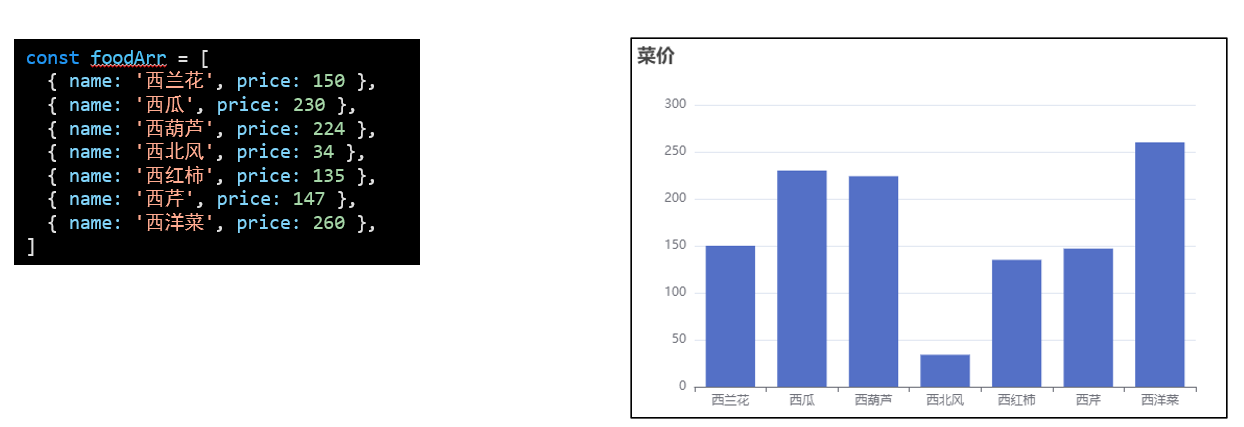 const foodArr = [
{ name: '西兰花', price: 150 },
{ name: '西瓜', price: 230 },
{ name: '西葫芦', price: 224 },
{ name: '西北风', price: 34 },
{ name: '西红柿', price: 135 },
{ name: '西芹', price: 147 },
{ name: '西洋菜', price: 260 },
]
菜价
300
250
200
150
100
50
0
西兰花 西瓜 西葫芦 西北风 西红柿 西芹 西洋菜